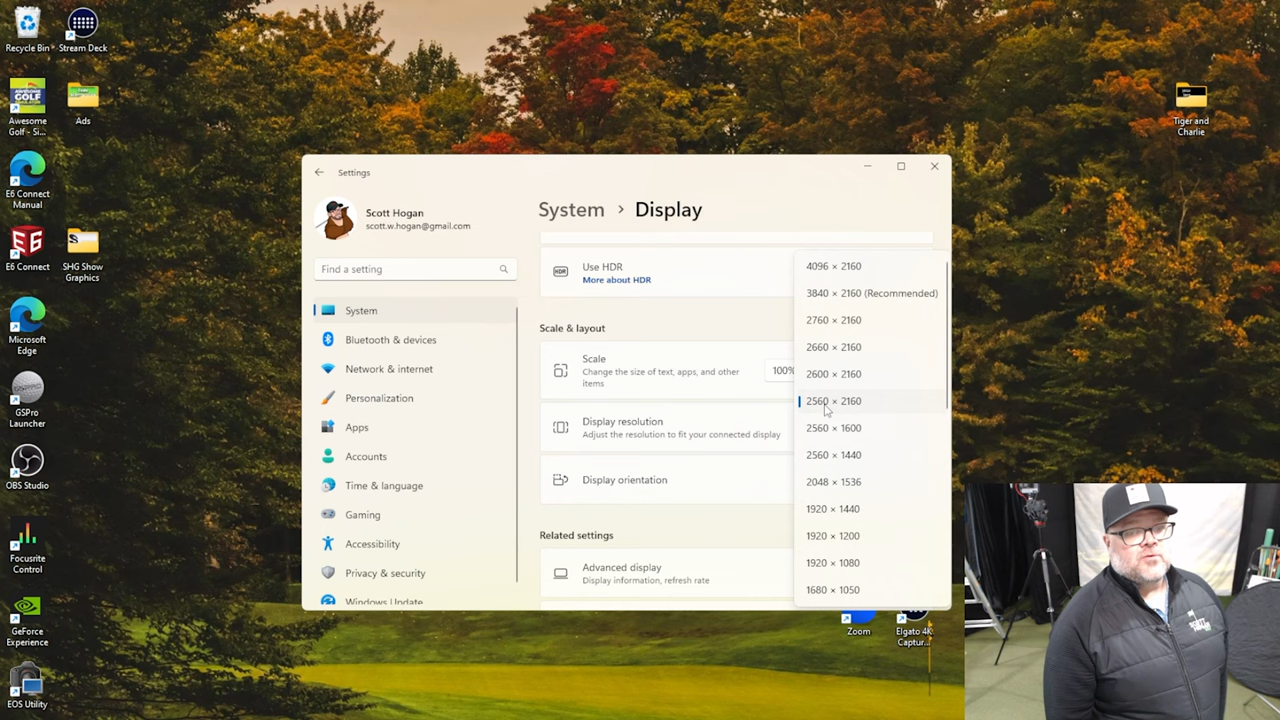 Recycle Bin
Stream Deck
Awesome
Golf - Si...
Ads
E6 Connect
Manual
E6 Connect
SHG Show
Graphics
Microsoft
Edge
GSPro
Launcher
OBS Studio
Focusrite
Control
GeForce
Experience
EOS Utility
Tiger and
Charlie
Settings
Scott Hogan
scott.w.hogan@gmail.com
Find a setting
System
Bluetooth & devices
Network & internet
Personalization
Apps
Accounts
Time & language
Gaming
Accessibility
Privacy & security
Windows Update
System > Display
HDR
Use HDR
More about HDR
Scale & layout
Scale
Change the size of text, apps, and other
items
100%
Display resolution
Adjust the resolution to fit your connected display
Display orientation
Related settings
Advanced display
Display information, refresh rate
4096 × 2160
3840 × 2160 (Recommended)
2760 × 2160
2660 × 2160
2600 × 2160
2560 × 2160
2560 × 1600
2560 × 1440
2048 × 1536
1920 × 1440
1920 × 1200
1920 × 1080
1680 × 1050
Zoom
Elgato 4K
Captur...